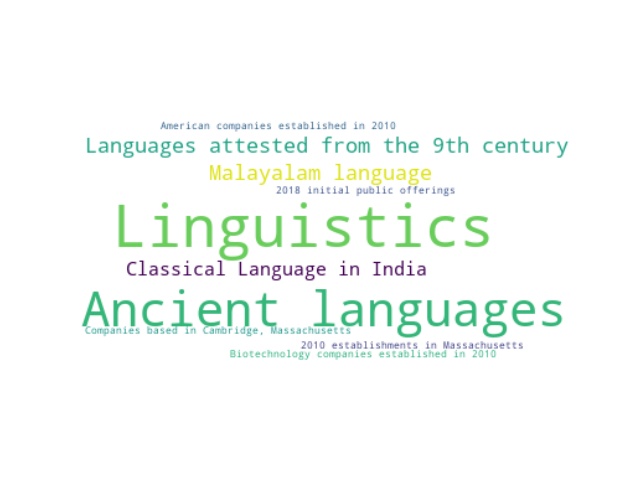 American companies established in 2010
Languages attested from the 9th century
Malayalam language
2018 initial public offerings
Linguistics
Classical Language in India
Ancient languages
Companies based in Cambridge, Massachusetts
2010 establishments in Massachusetts
Biotechnology companies established in 2010